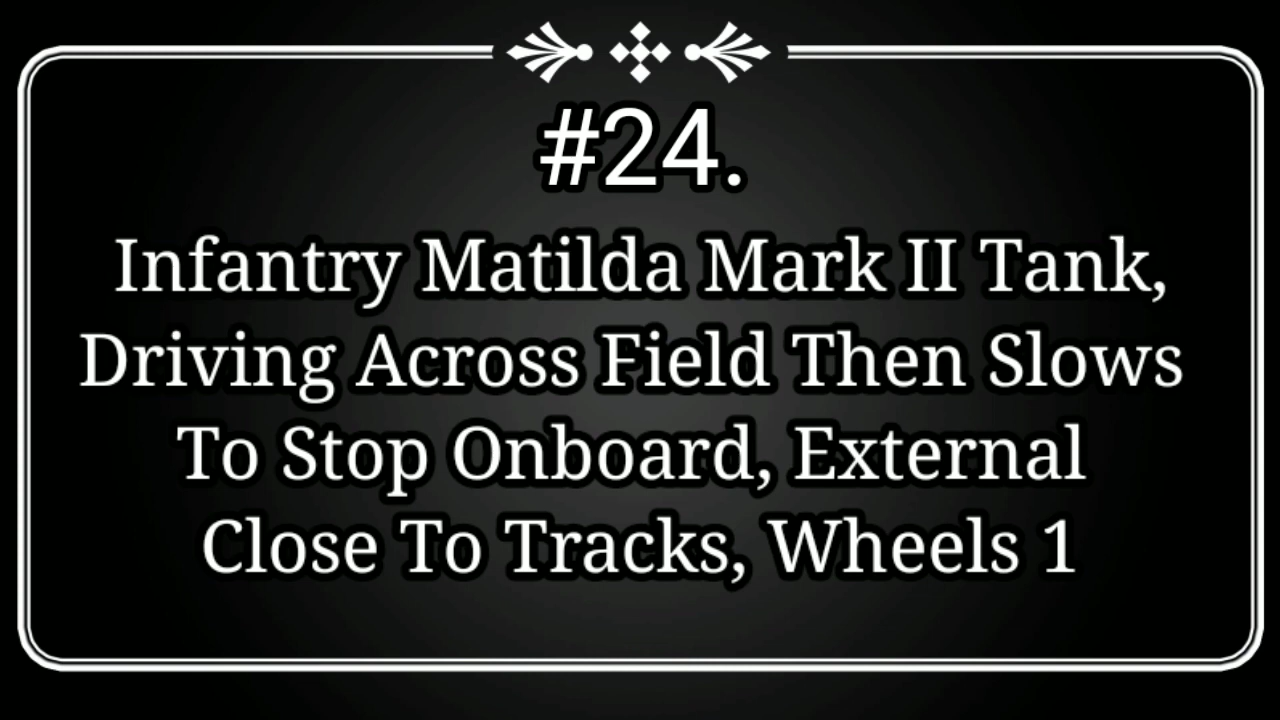 #24.
Infantry Matilda Mark II Tank,
Driving Across Field Then Slows
To Stop Onboard, External
Close To Tracks, Wheels 1